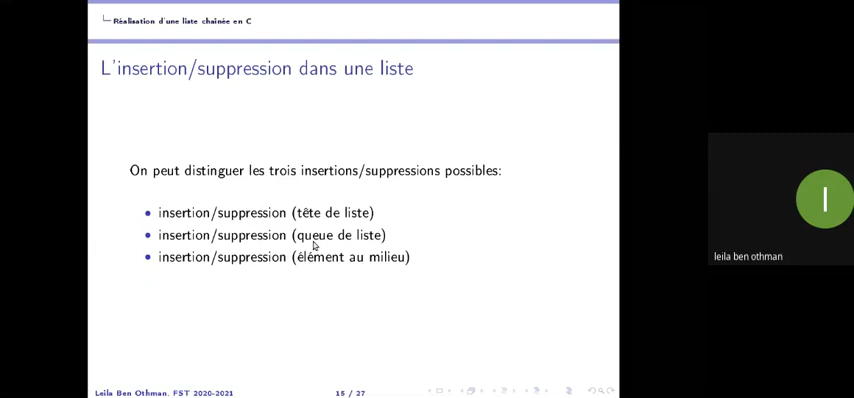 Réalisation d'une liste chaînée en C
L'insertion/suppression dans une liste
On peut distinguer les trois insertions/suppressions possibles:
• insertion/suppression (tête de liste)
• insertion/suppression (queue de liste)
• insertion/suppression (élément au milieu)
l
leila ben othman
Leila Ben Othman, FST 2020-2021
15 / 27